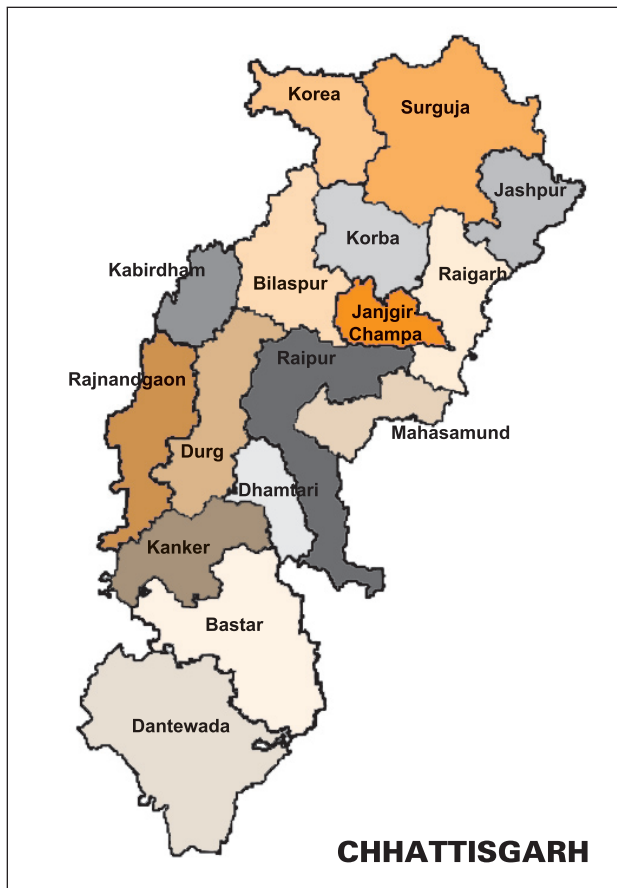 Korea
Surguja
Jashpur
Korba
Kabirdham
Bilaspur
Raigarh
Janjgir-
Champa
Raipur
Rajnandgaon
Mahasamund
Durg
Dhamtari
Kanker
Bastar
Dantewada
CHHATTISGARH